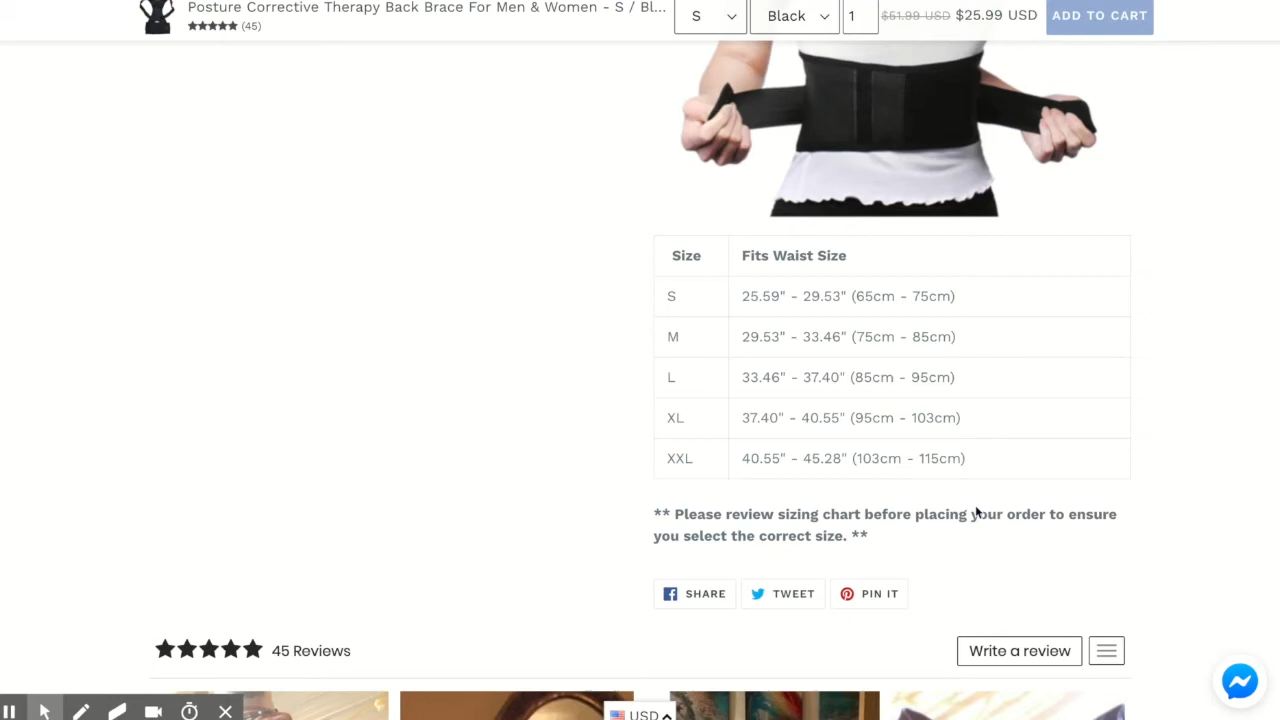 Posture Corrective Therapy Back Brace For Men & Women - S / Bl...
(45)
S
Black
1
$51.99 USD $25.99 USD
ADD TO CART
Size Fits Waist Size
S 25.59" - 29.53" (65cm - 75cm)
M 29.53" - 33.46" (75cm - 85cm)
L 33.46" - 37.40" (85cm - 95cm)
XL 37.40" - 40.55" (95cm - 103cm)
XXL 40.55" - 45.28" (103cm - 115cm)
** Please review sizing chart before placing your order to ensure
you select the correct size. **
SHARE TWEET PIN IT
45 Reviews
Write a review
USD